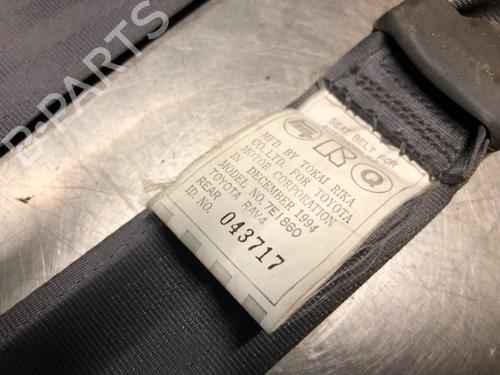 B-PARTS
SEAT BELT FOR
Q
MFD. BY TOKAI RIKA
CO., LTD. FOR TOYOTA
MOTOR CORPORATION
IN DECEMBER 1994
MODEL NO. 7E1860
TOYOTA RAV4
REAR
ID. NO. 043717